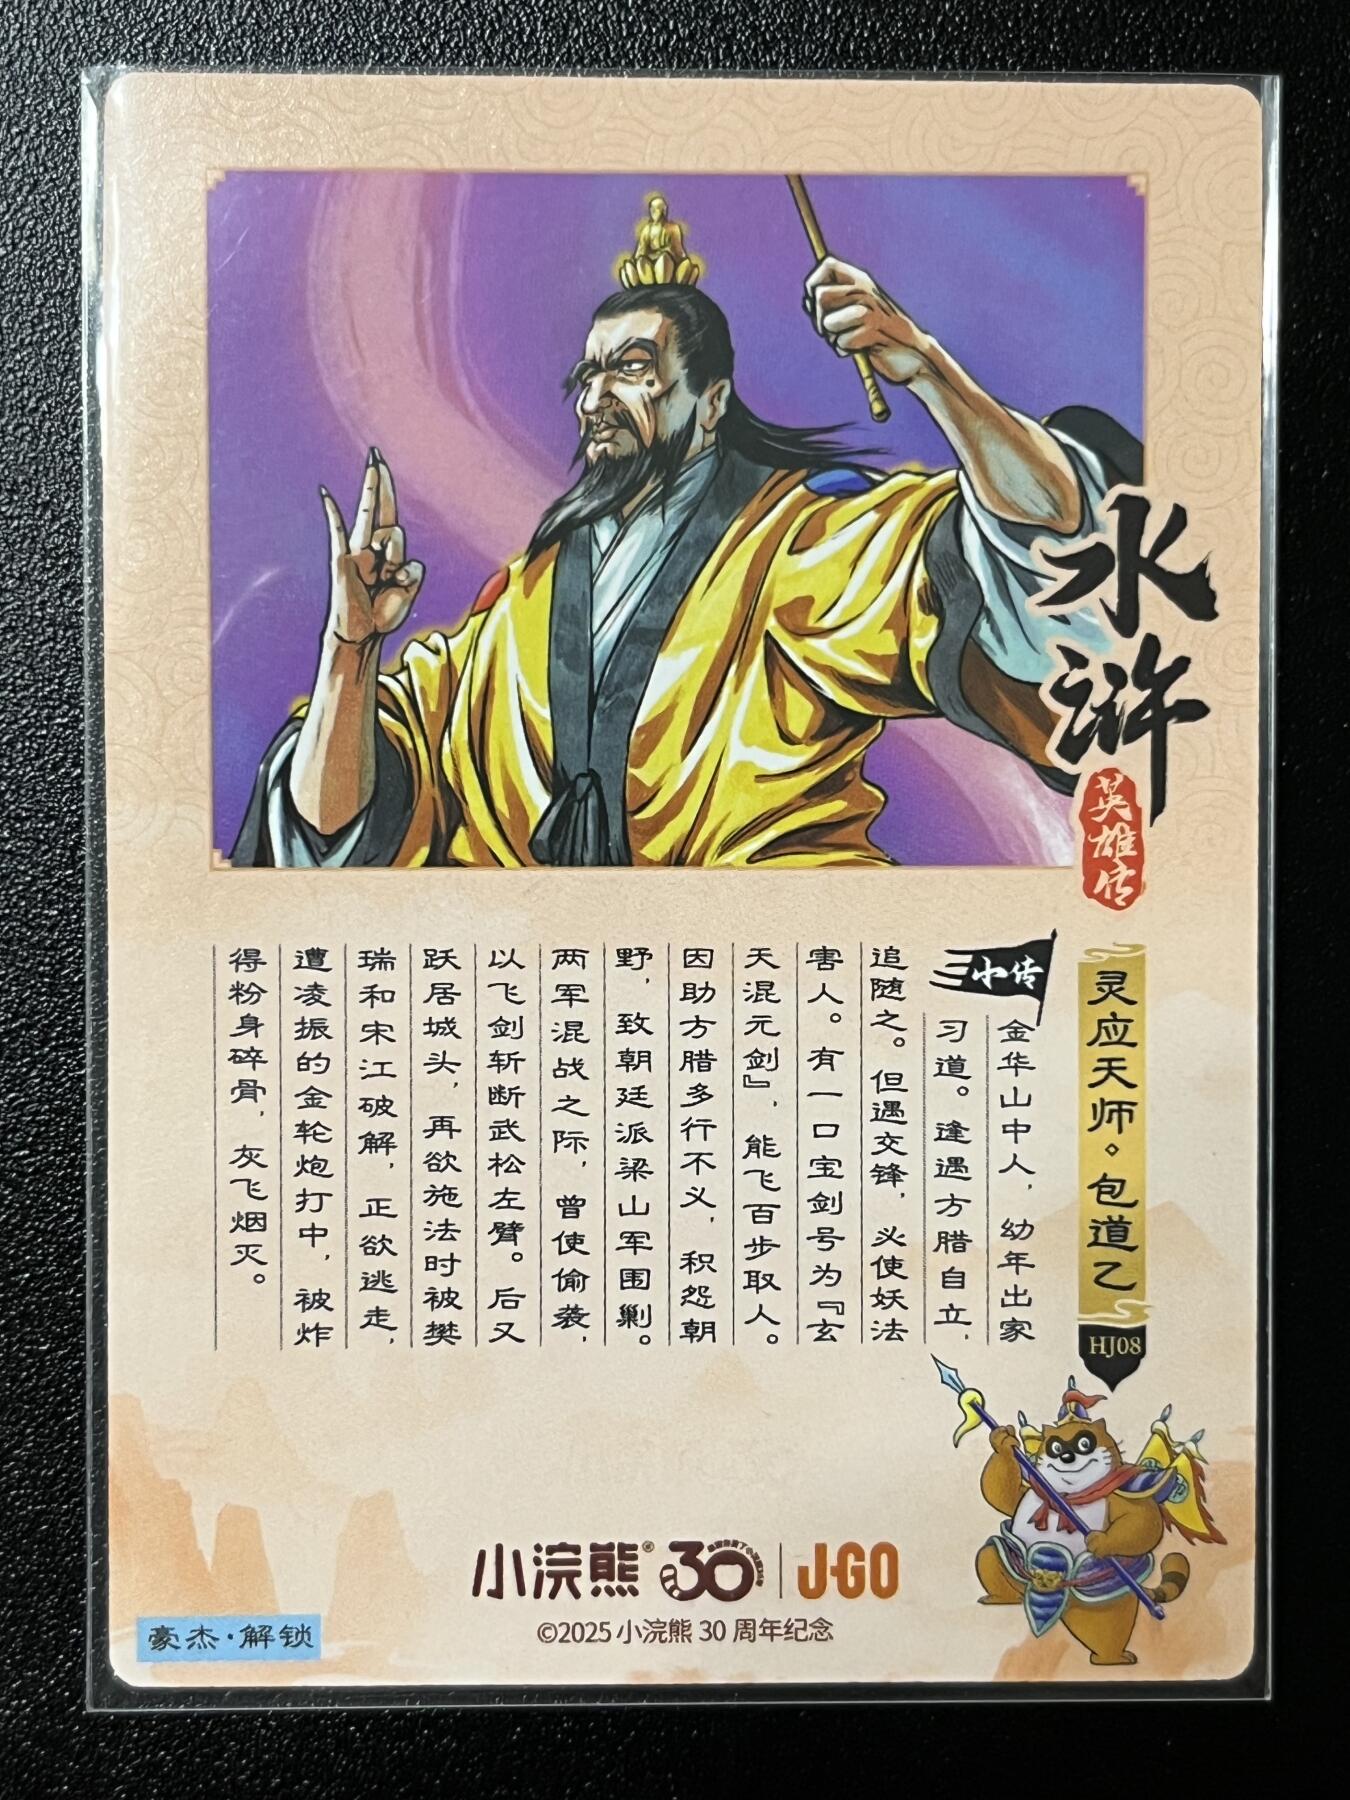 水浒
英雄传
灵应天师·包道乙
HJ08
小传
金华山中人，幼年出家
习道。逢遇方腊自立，
追随之。但遇交锋，必使妖法
害人。有一口宝剑号为『玄
天混元剑』，能飞百步取人。
因助方腊多行不义，积怨朝
野，致朝廷派梁山军围剿。
两军混战之际，曾使偷袭，
以飞剑斩断武松左臂。后又
跃居城头，再欲施法时被樊
瑞和宋江破解，正欲逃走，
遭凌振的金轮炮打中，被炸
得粉身碎骨，灰飞烟灭。
小浣熊® 30 J-GO
©2025 小浣熊 30 周年纪念
豪杰·解锁